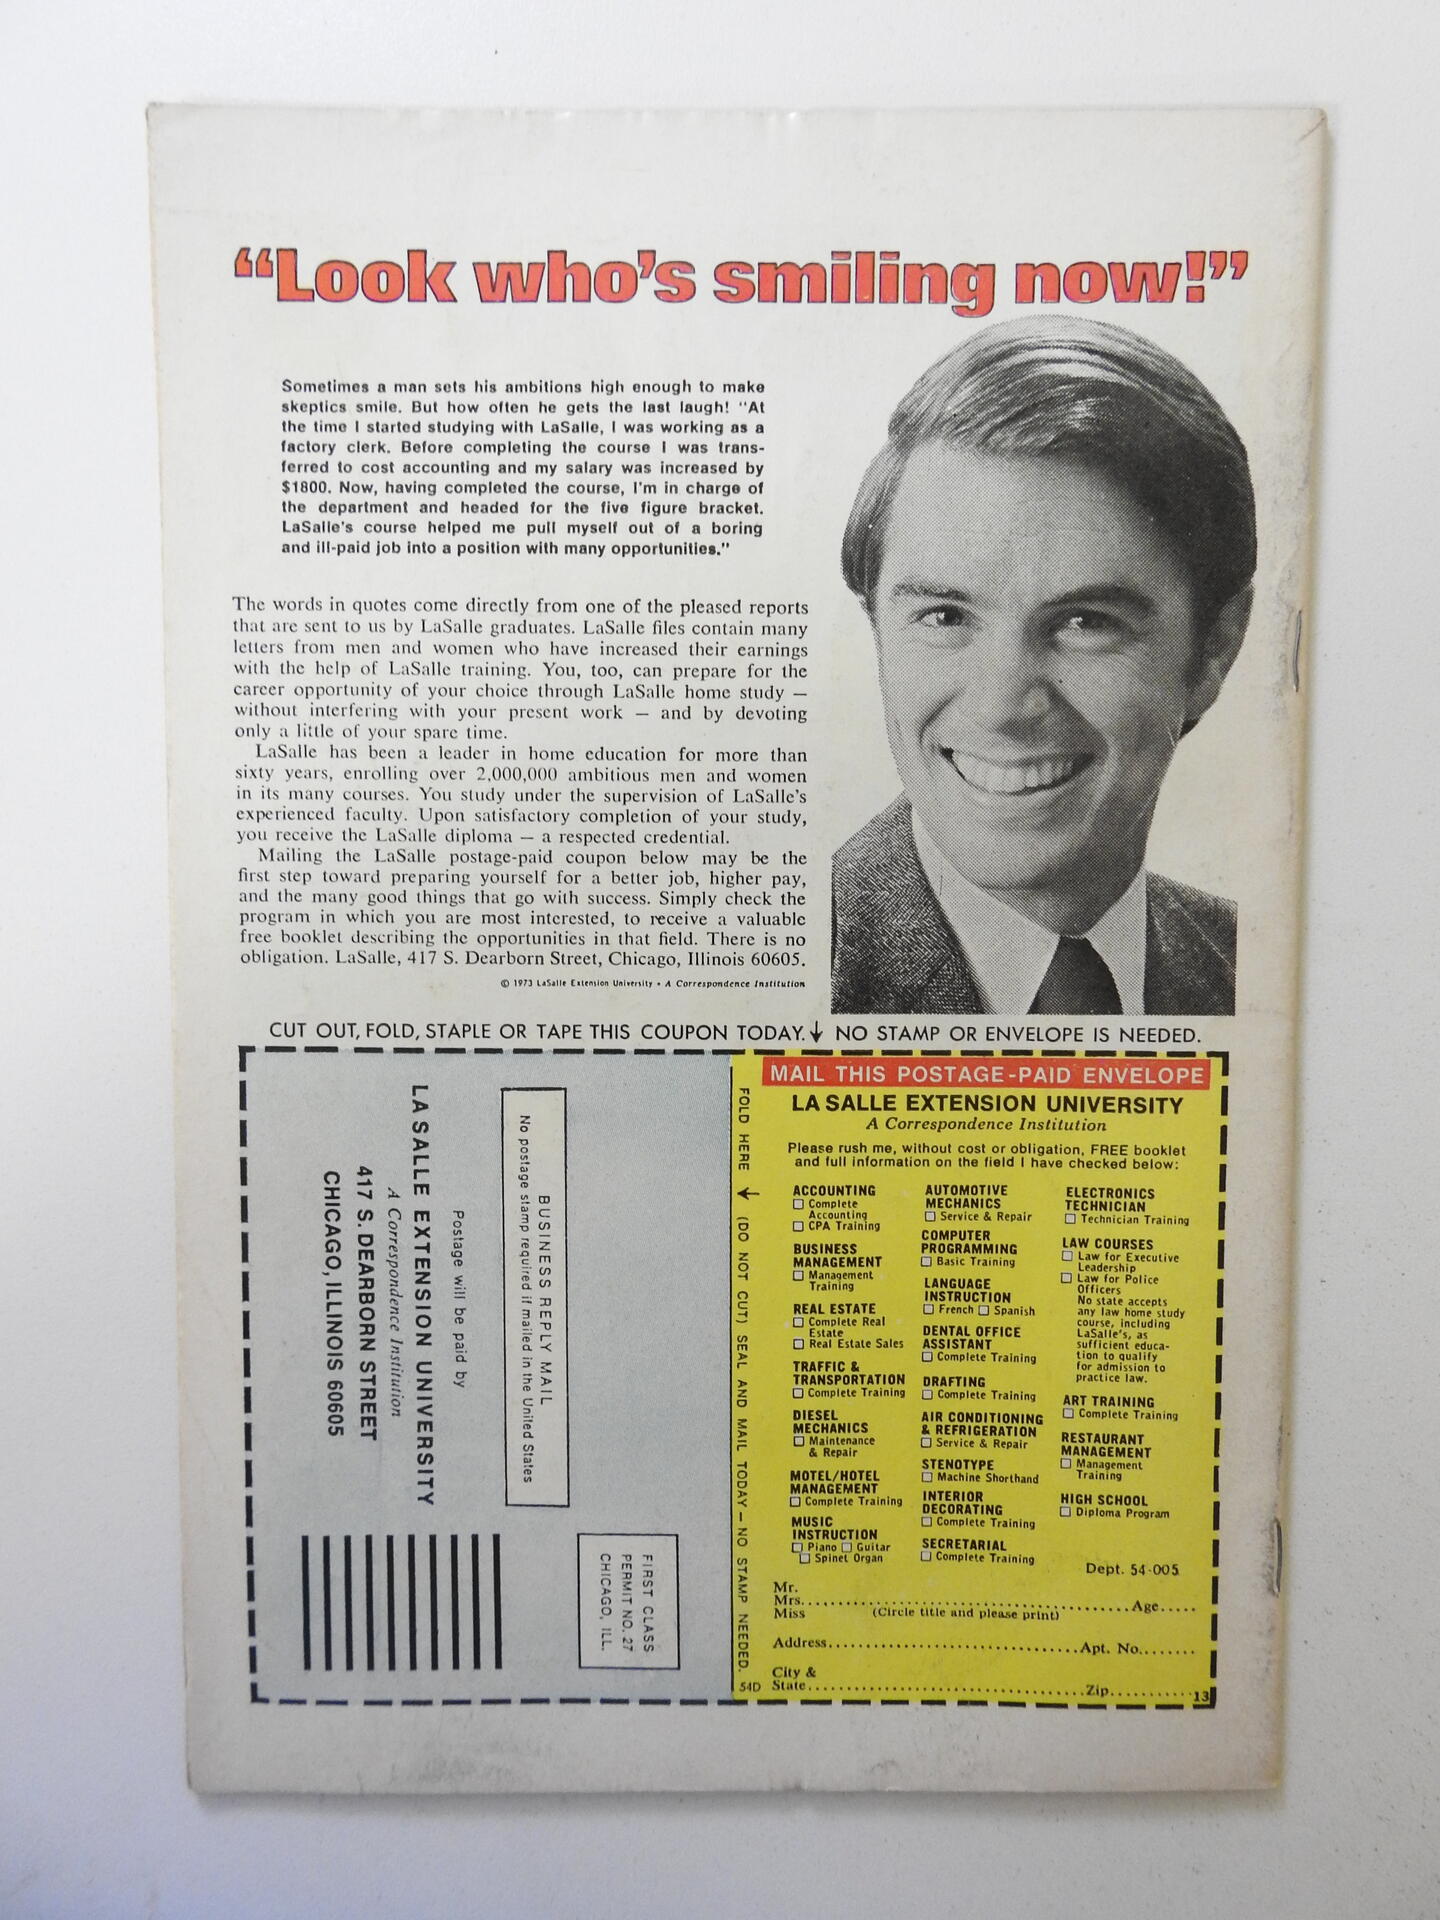 “Look who’s smiling now!”
Sometimes a man sets his ambitions high enough to make
skeptics smile. But how often he gets the last laugh! “At
the time I started studying with LaSalle, I was working as a
factory clerk. Before completing the course I was trans-
ferred to cost accounting and my salary was increased by
$1800. Now, having completed the course, I’m in charge of
the department and headed for the five figure bracket.
LaSalle’s course helped me pull myself out of a boring
and ill-paid job into a position with many opportunities.”
The words in quotes come directly from one of the pleased reports
that are sent to us by LaSalle graduates. LaSalle files contain many
letters from men and women who have increased their earnings
with the help of LaSalle training. You, too, can prepare for the
career opportunity of your choice through LaSalle home study —
without interfering with your present work — and by devoting
only a little of your spare time.
LaSalle has been a leader in home education for more than
sixty years, enrolling over 2,000,000 ambitious men and women
in its many courses. You study under the supervision of LaSalle’s
experienced faculty. Upon satisfactory completion of your study,
you receive the LaSalle diploma — a respected credential.
Mailing the LaSalle postage-paid coupon below may be the
first step toward preparing yourself for a better job, higher pay,
and the many good things that go with success. Simply check the
program in which you are most interested, to receive a valuable
free booklet describing the opportunities in that field. There is no
obligation. LaSalle, 417 S. Dearborn Street, Chicago, Illinois 60605.
© 1973 LaSalle Extension University • A Correspondence Institution
CUT OUT, FOLD, STAPLE OR TAPE THIS COUPON TODAY. ↓ NO STAMP OR ENVELOPE IS NEEDED.
FIRST CLASS
PERMIT NO. 27
CHICAGO, ILL.
BUSINESS REPLY MAIL
No postage stamp required if mailed in the United States
Postage will be paid by
LA SALLE EXTENSION UNIVERSITY
A Correspondence Institution
417 S. DEARBORN STREET
CHICAGO, ILLINOIS 60605
FOLD HERE ↓ (DO NOT CUT) SEAL AND MAIL TODAY — NO STAMP NEEDED.
54D
MAIL THIS POSTAGE-PAID ENVELOPE
LA SALLE EXTENSION UNIVERSITY
A Correspondence Institution
Please rush me, without cost or obligation, FREE booklet
and full information on the field I have checked below:
ACCOUNTING
☐ Complete
Accounting
☐ CPA Training
BUSINESS
MANAGEMENT
☐ Management
Training
REAL ESTATE
☐ Complete Real
Estate
☐ Real Estate Sales
TRAFFIC &
TRANSPORTATION
☐ Complete Training
DIESEL
MECHANICS
☐ Maintenance
& Repair
MOTEL/HOTEL
MANAGEMENT
☐ Complete Training
MUSIC
INSTRUCTION
☐ Piano ☐ Guitar
☐ Spinet Organ
AUTOMOTIVE
MECHANICS
☐ Service & Repair
COMPUTER
PROGRAMMING
☐ Basic Training
LANGUAGE
INSTRUCTION
☐ French ☐ Spanish
DENTAL OFFICE
ASSISTANT
☐ Complete Training
DRAFTING
☐ Complete Training
AIR CONDITIONING
& REFRIGERATION
☐ Service & Repair
STENOTYPE
☐ Machine Shorthand
INTERIOR
DECORATING
☐ Complete Training
SECRETARIAL
☐ Complete Training
ELECTRONICS
TECHNICIAN
☐ Technician Training
LAW COURSES
☐ Law for Executive
Leadership
☐ Law for Police
Officers
No state accepts
any law home study
course, including
LaSalle’s, as
sufficient educa-
tion to qualify
for admission to
practice law.
ART TRAINING
☐ Complete Training
RESTAURANT
MANAGEMENT
☐ Management
Training
HIGH SCHOOL
☐ Diploma Program
Dept. 54-005
Mr.
Mrs. Age
Miss (Circle title and please print)
Address Apt. No.
City &
State Zip 13